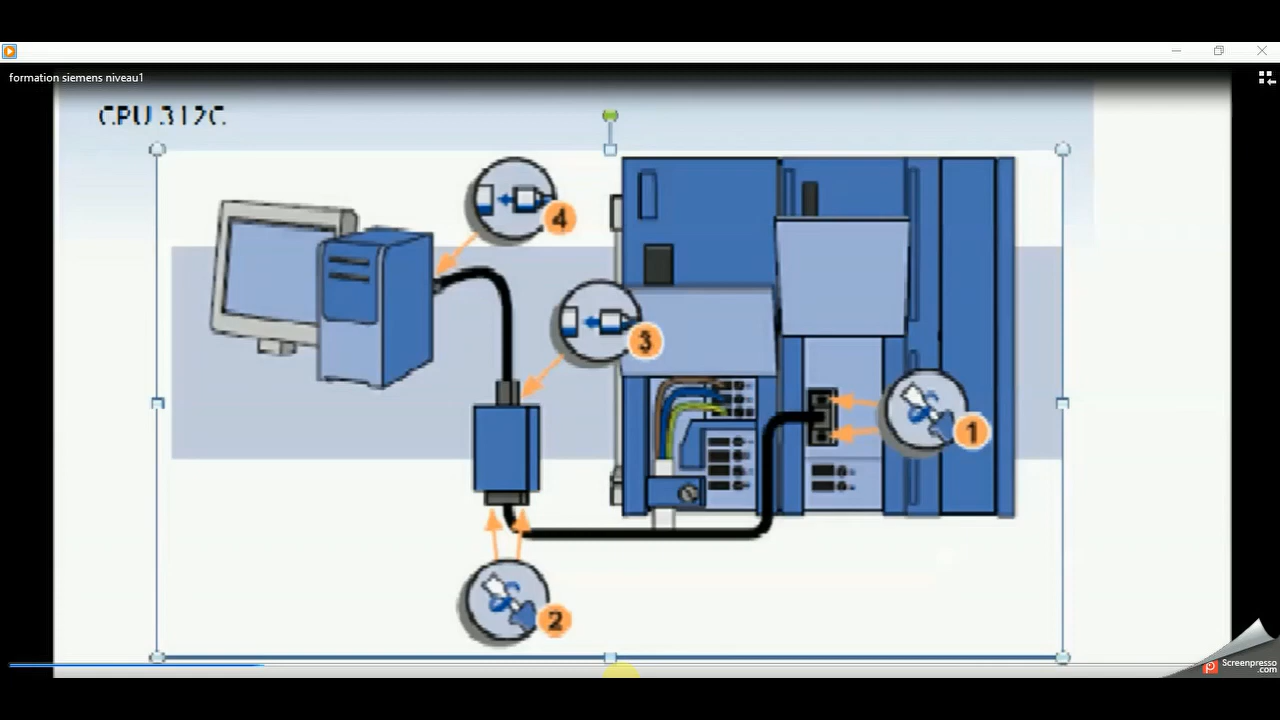 formation siemens niveau1
CPU 312C
4
3
1
2
Screenpresso
.com